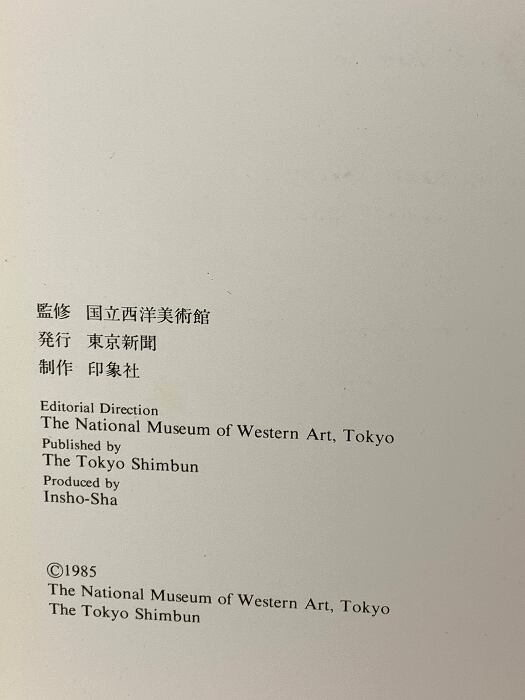 監修 国立西洋美術館
発行 東京新聞
制作 印象社
Editorial Direction
The National Museum of Western Art, Tokyo
Published by
The Tokyo Shimbun
Produced by
Insho-Sha
©1985
The National Museum of Western Art, Tokyo
The Tokyo Shimbun